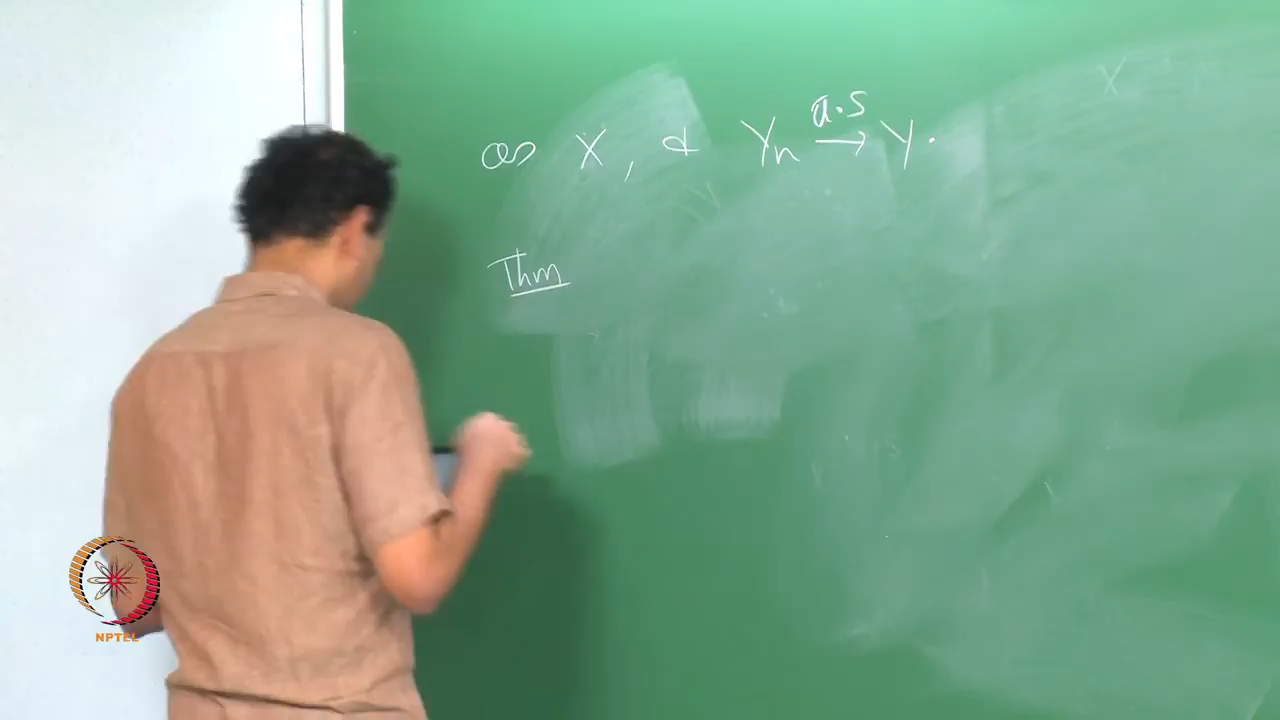 as X, & Yn a.s→ Y.
Thm
NPTEL